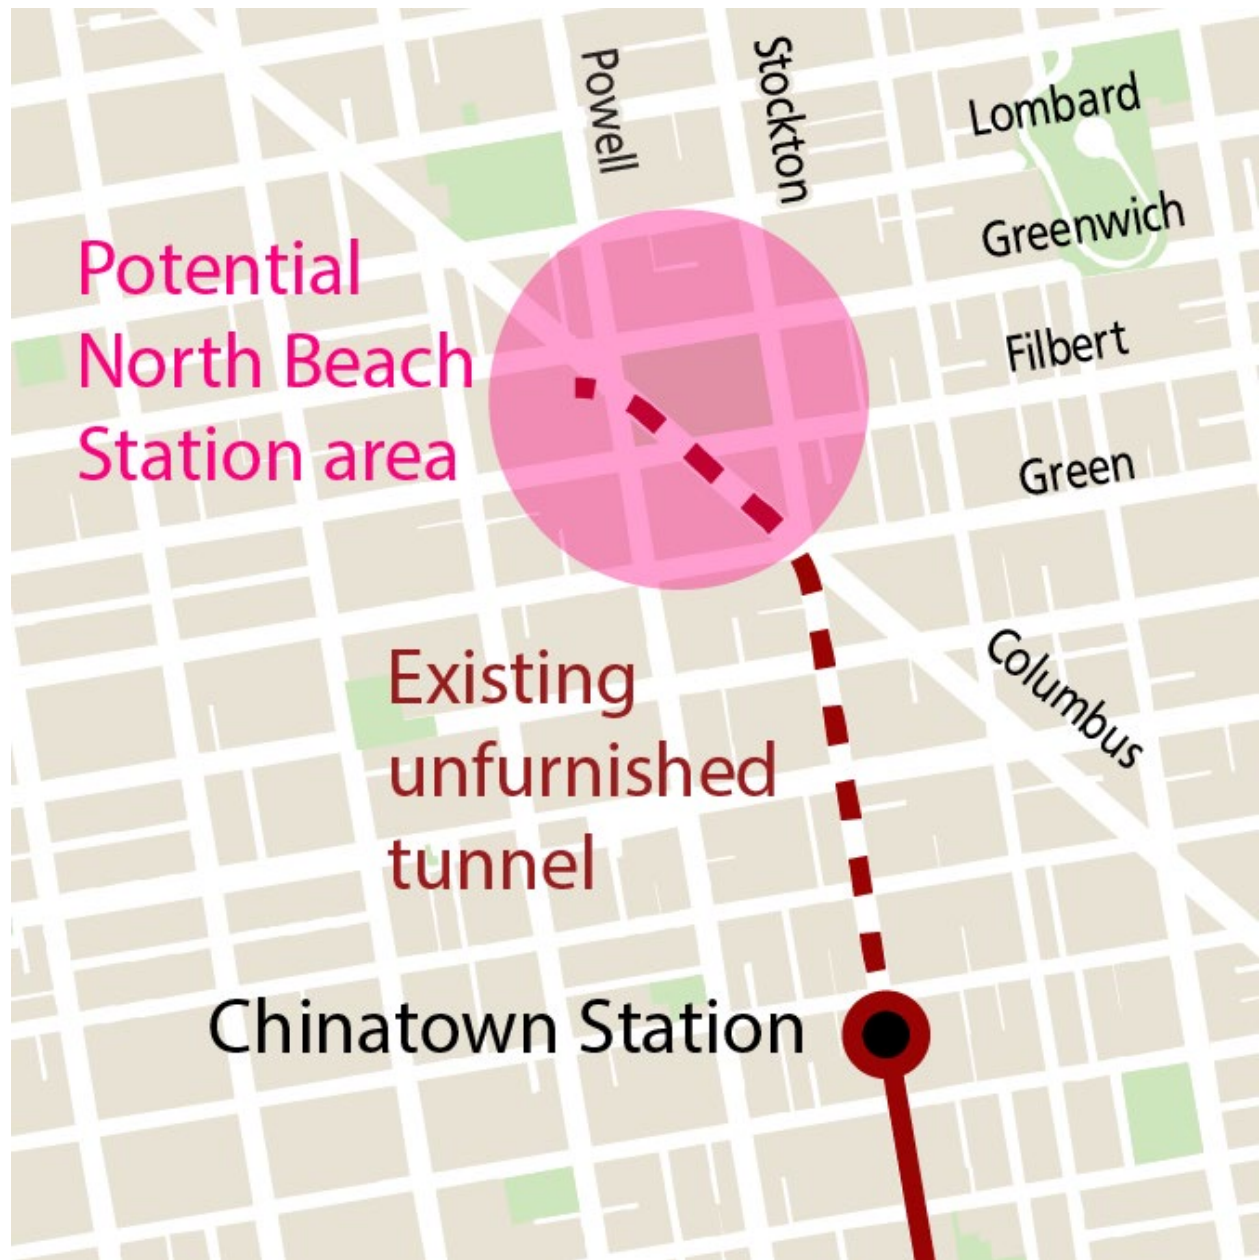 Powell
Stockton
Lombard
Greenwich
Filbert
Green
Columbus
Potential
North Beach
Station area
Existing
unfurnished
tunnel
Chinatown Station